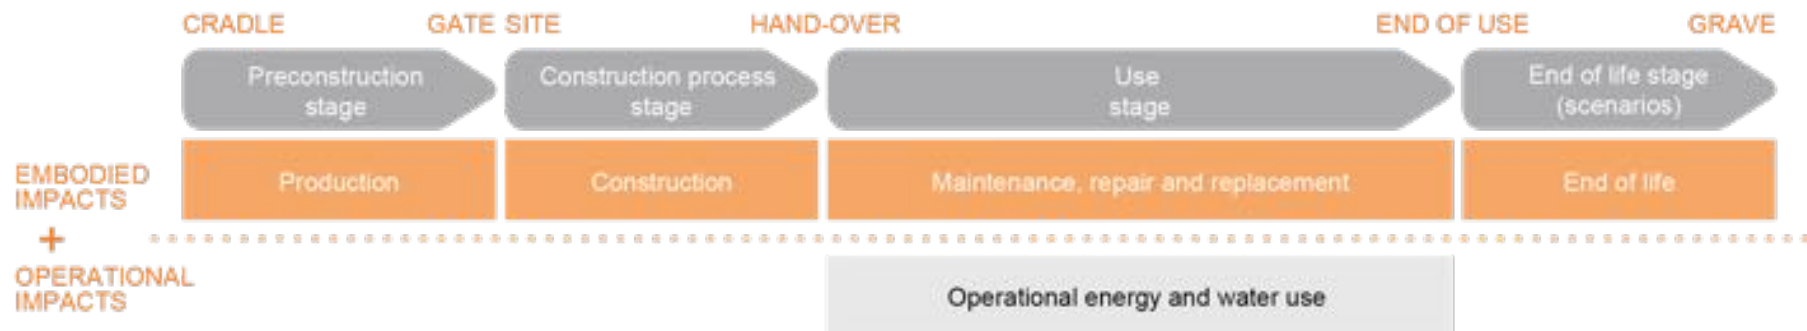 CRADLE GATE SITE HAND-OVER END OF USE GRAVE
Preconstruction
stage
Construction process
stage
Use
stage
End of life stage
(scenarios)
EMBODIED
IMPACTS
Production
Construction
Maintenance, repair and replacement
End of life
+
OPERATIONAL
IMPACTS
Operational energy and water use